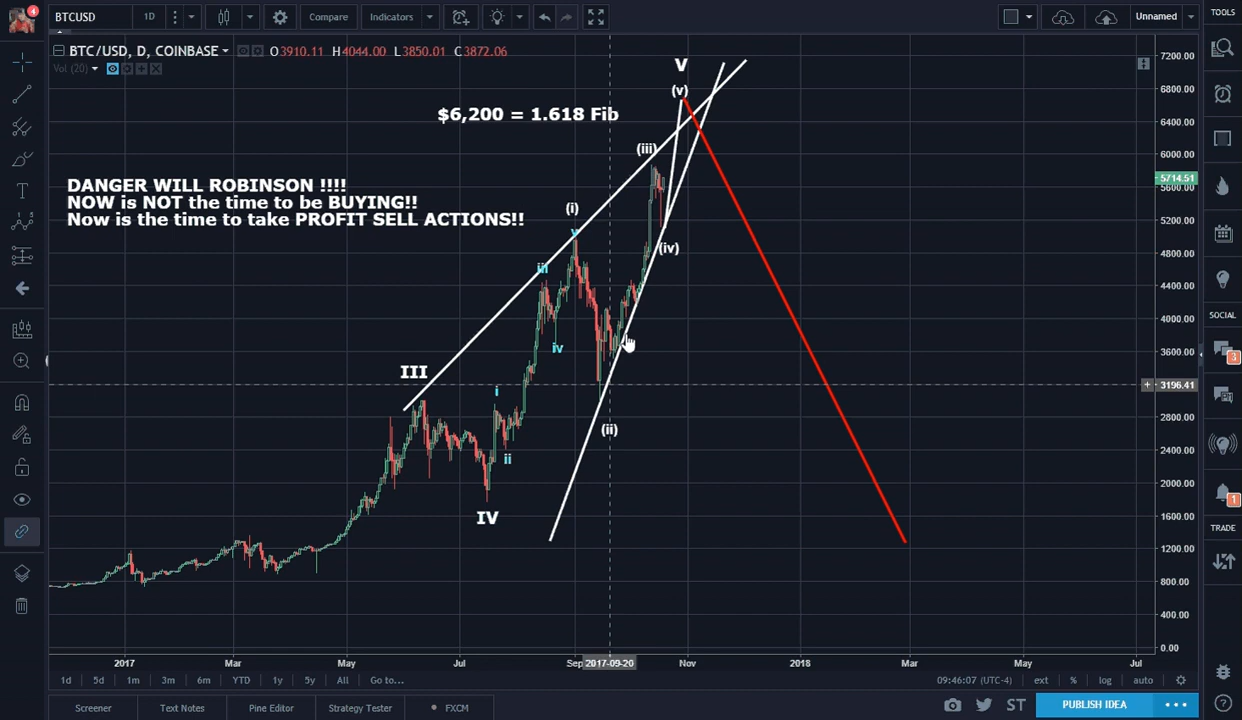 4
BTCUSD
1D
Compare
Indicators
Unnamed
TOOLS
BTC/USD, D, COINBASE O3910.11 H4044.00 L3850.01 C3872.06
Vol (20)
V
(v)
$6,200 = 1.618 Fib
(iii)
DANGER WILL ROBINSON !!!!
NOW is NOT the time to be BUYING!!
Now is the time to take PROFIT SELL ACTIONS!!
(i)
v
(iv)
iii
iv
III
i
(ii)
ii
IV
7200.00
6800.00
6400.00
6000.00
5714.51
5600.00
5200.00
4800.00
4400.00
4000.00
3600.00
3196.41
2800.00
2400.00
2000.00
1600.00
1200.00
800.00
400.00
0.00
SOCIAL
3
1
TRADE
2017 Mar May Jul Sep 2017-09-20 Nov 2018 Mar May Jul
1d 5d 1m 3m 6m YTD 1y 5y All Go to... 09:46:07 (UTC-4) ext % log auto
Screener Text Notes Pine Editor Strategy Tester FXCM ST PUBLISH IDEA